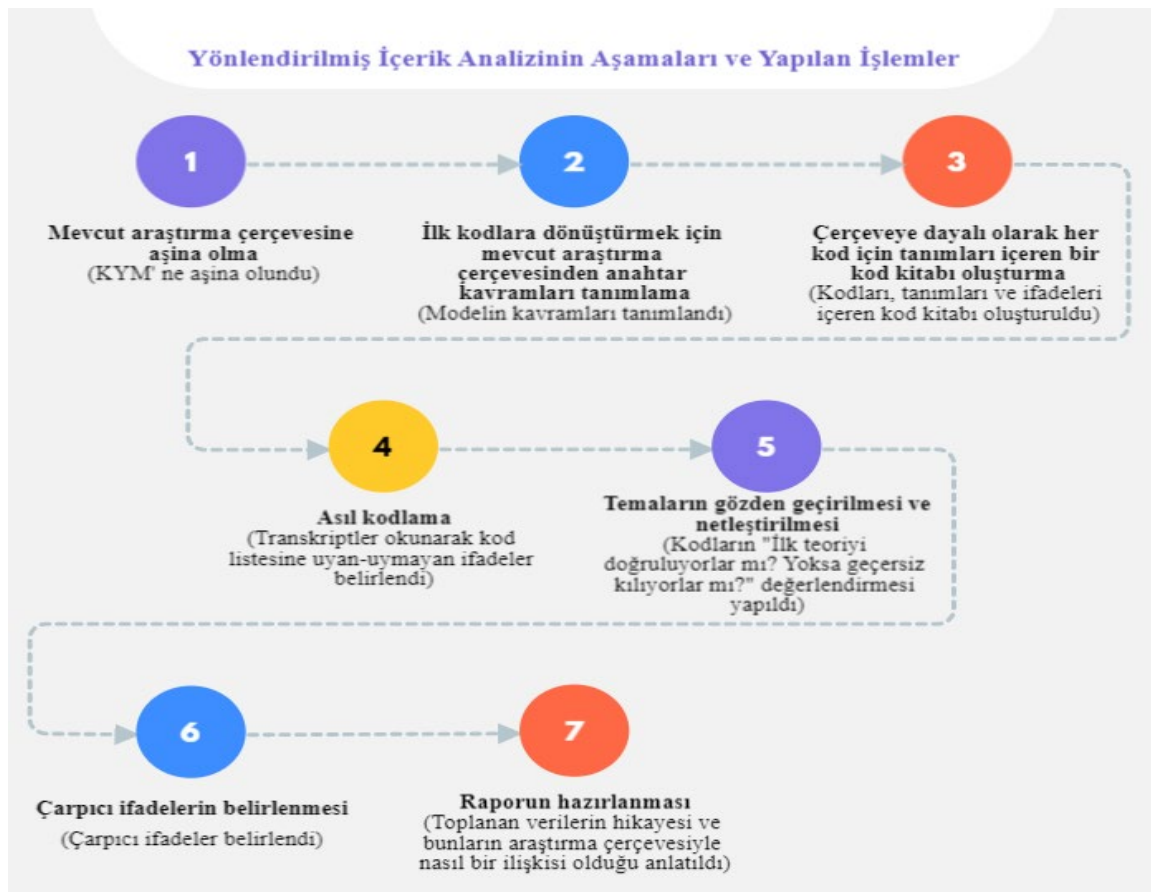 Yönlendirilmiş İçerik Analizinin Aşamaları ve Yapılan İşlemler
1
2
3
Mevcut araştırma çerçevesine
aşina olma
(KYM' ne aşina olundu)
İlk kodlara dönüştürmek için
mevcut araştırma
çerçevesinden anahtar
kavramları tanımlama
(Modelin kavramları tanımlandı)
Çerçeveye dayalı olarak her
kod için tanımları içeren bir
kod kitabı oluşturma
(Kodları, tanımları ve ifadeleri
içeren kod kitabı oluşturuldu)
4
5
Asıl kodlama
(Transkriptler okunarak kod
listesine uyan-uymayan ifadeler
belirlendi)
Temaların gözden geçirilmesi ve
netleştirilmesi
(Kodların "İlk teoriyi
doğruluyorlar mı? Yoksa geçersiz
kılıyorlar mı?" değerlendirmesi
yapıldı)
6
7
Çarpıcı ifadelerin belirlenmesi
(Çarpıcı ifadeler belirlendi)
Raporun hazırlanması
(Toplanan verilerin hikayesi ve
bunların araştırma çerçevesiyle
nasıl bir ilişkisi olduğu anlatıldı)